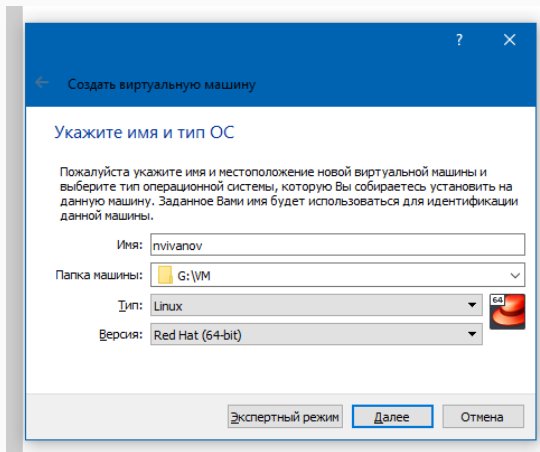 ?
Создать виртуальную машину
Укажите имя и тип ОС
Пожалуйста укажите имя и местоположение новой виртуальной машины и
выберите тип операционной системы, которую Вы собираетесь установить на
данную машину. Заданное Вами имя будет использоваться для идентификации
данной машины.
Имя: nvivanov
Папка машины: G:\VM
Тип: Linux
64
Версия: Red Hat (64-bit)
Экспертный режим Далее Отмена